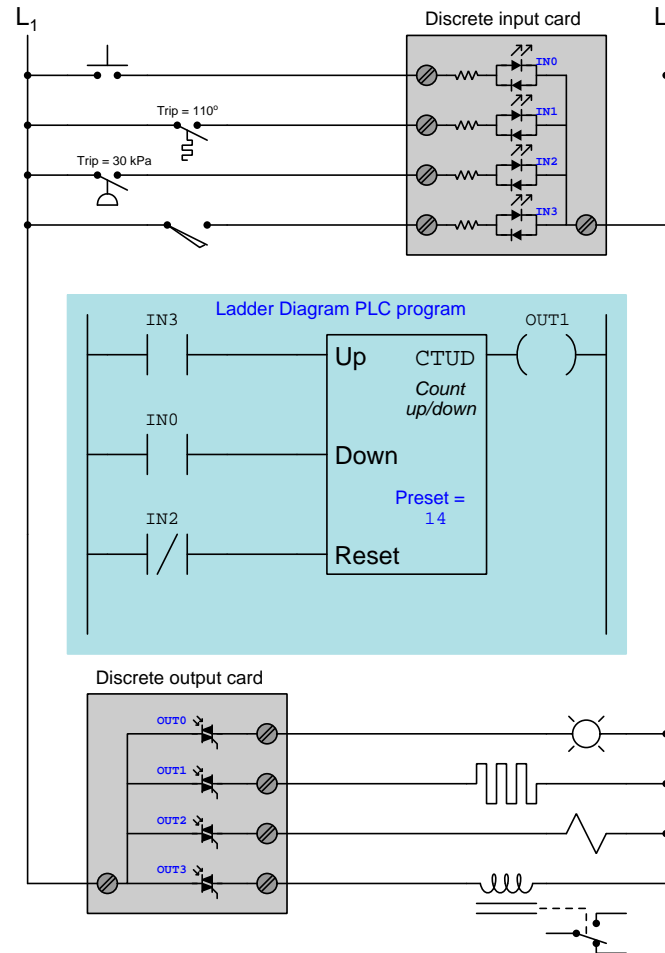 L1
Discrete input card
L
IN0
Trip = 110o
IN1
Trip = 30 kPa
IN2
IN3
Ladder Diagram PLC program
IN3
OUT1
Up
CTUD
Count
up/down
IN0
Down
Preset =
14
IN2
Reset
Discrete output card
OUT0
OUT1
OUT2
OUT3